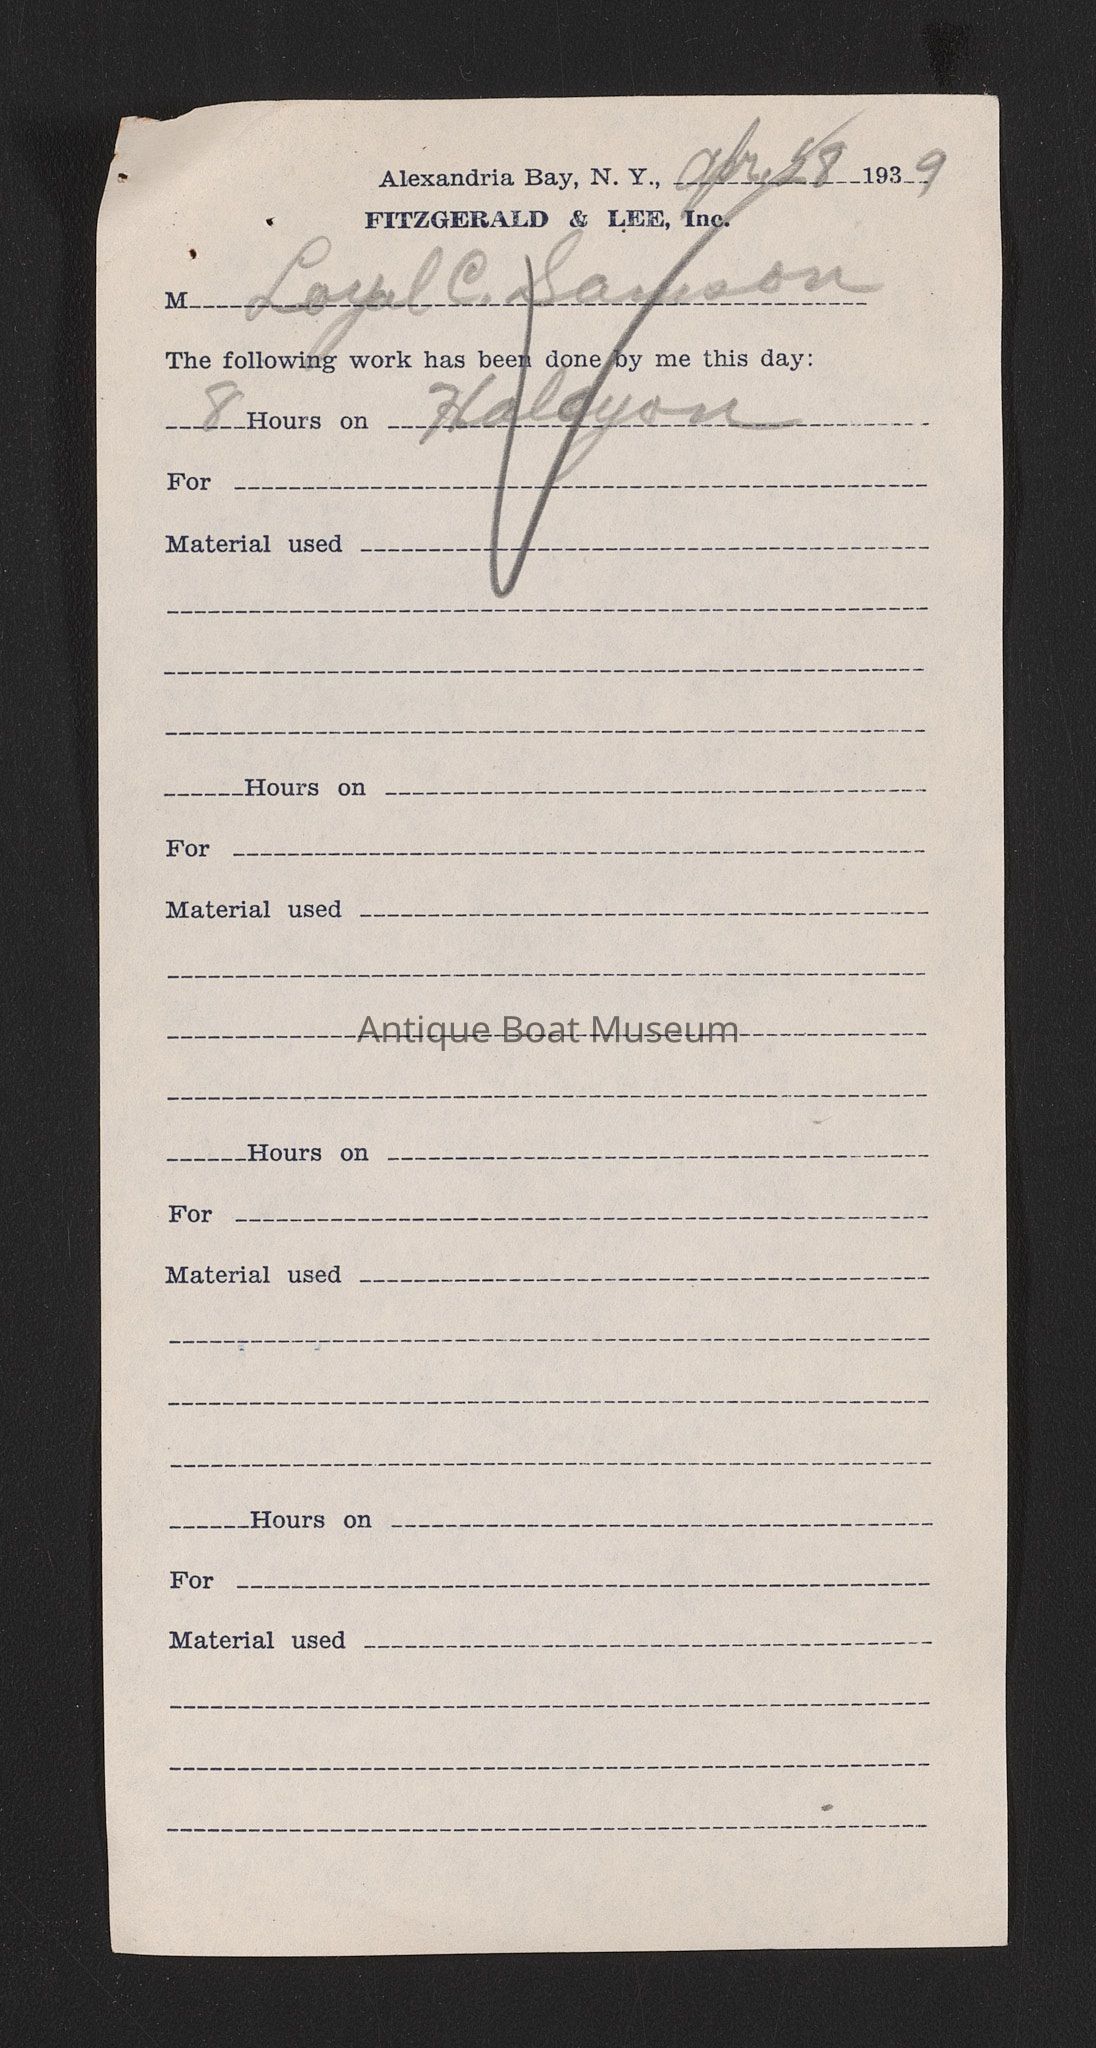 Alexandria Bay, N. Y., Apr. 28 1939
FITZGERALD & LEE, Inc.
M Loyal C. Samson
The following work has been done by me this day:
8 Hours on Halcyon
For
Material used
Hours on
For
Material used
Antique Boat Museum
Hours on
For
Material used
Hours on
For
Material used